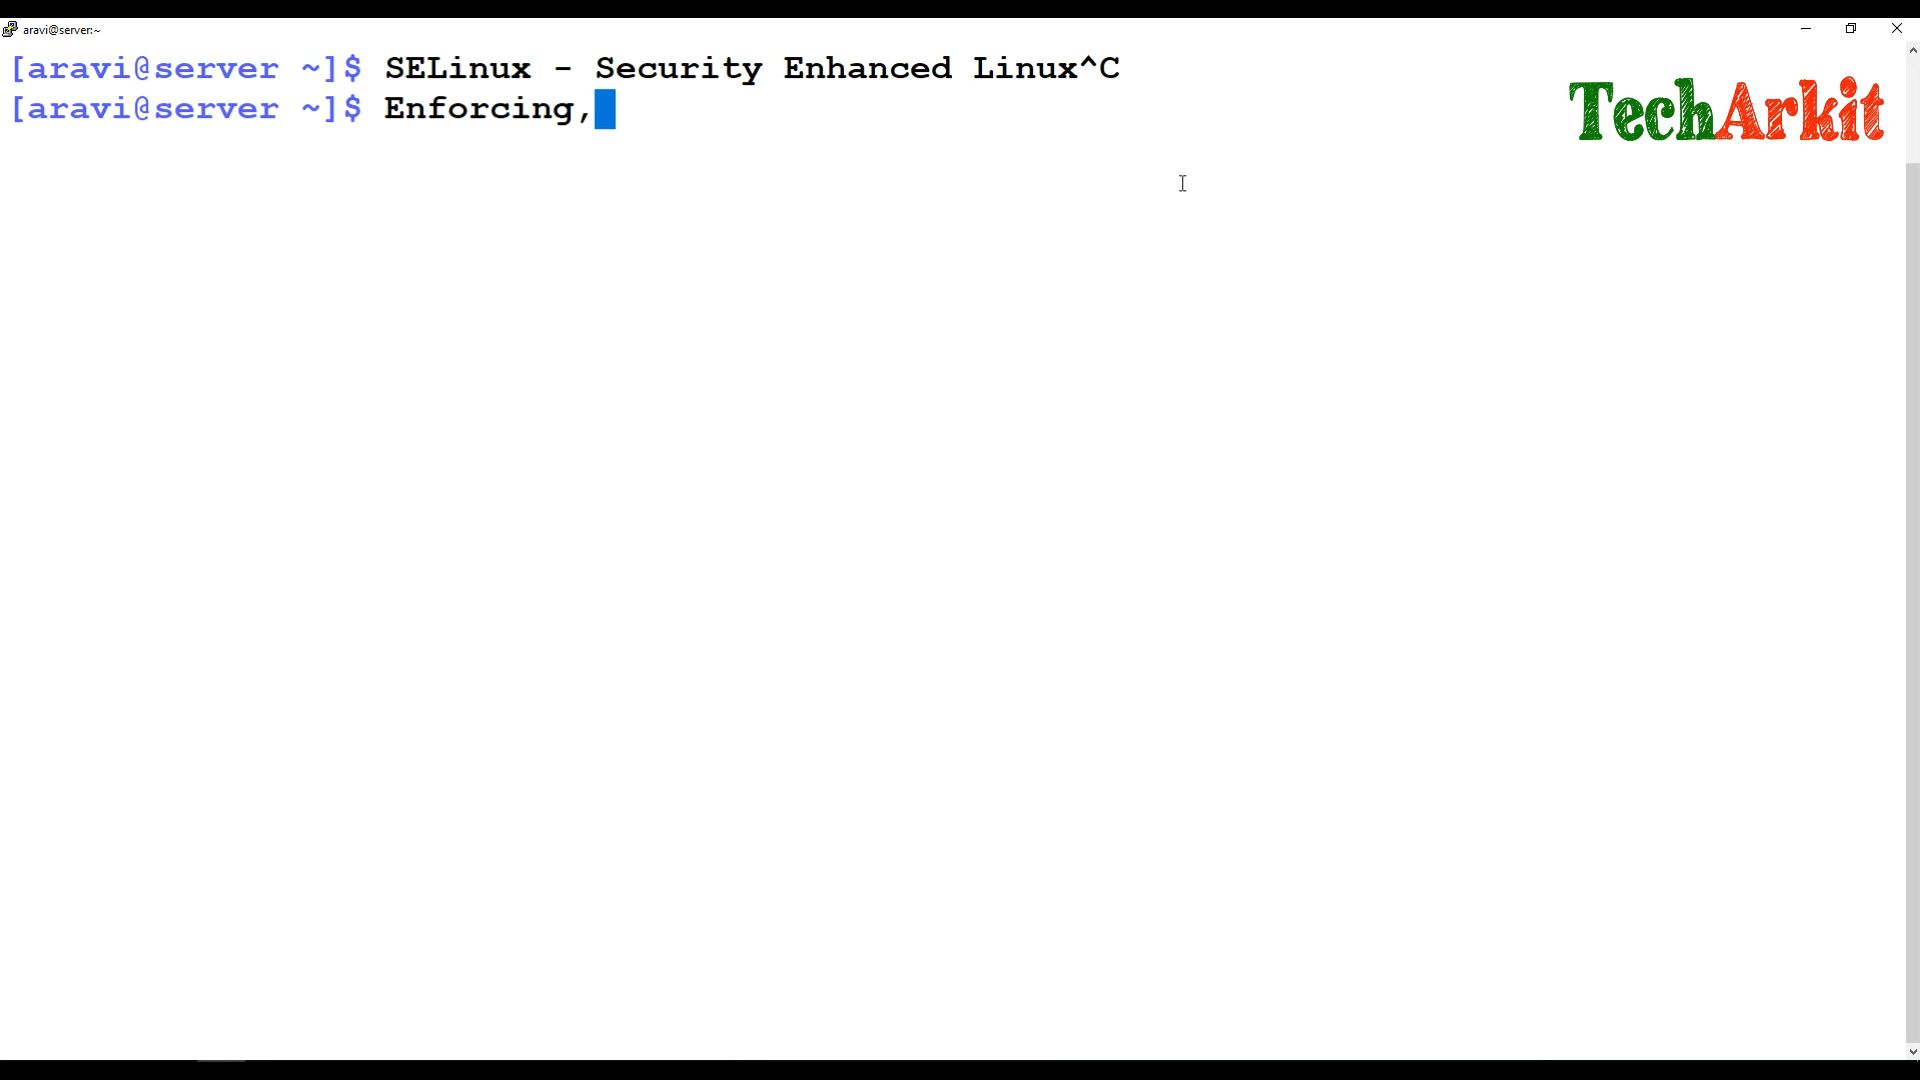 aravi@server:~
[aravi@server ~]$ SELinux - Security Enhanced Linux^C
[aravi@server ~]$ Enforcing,
TechArkit